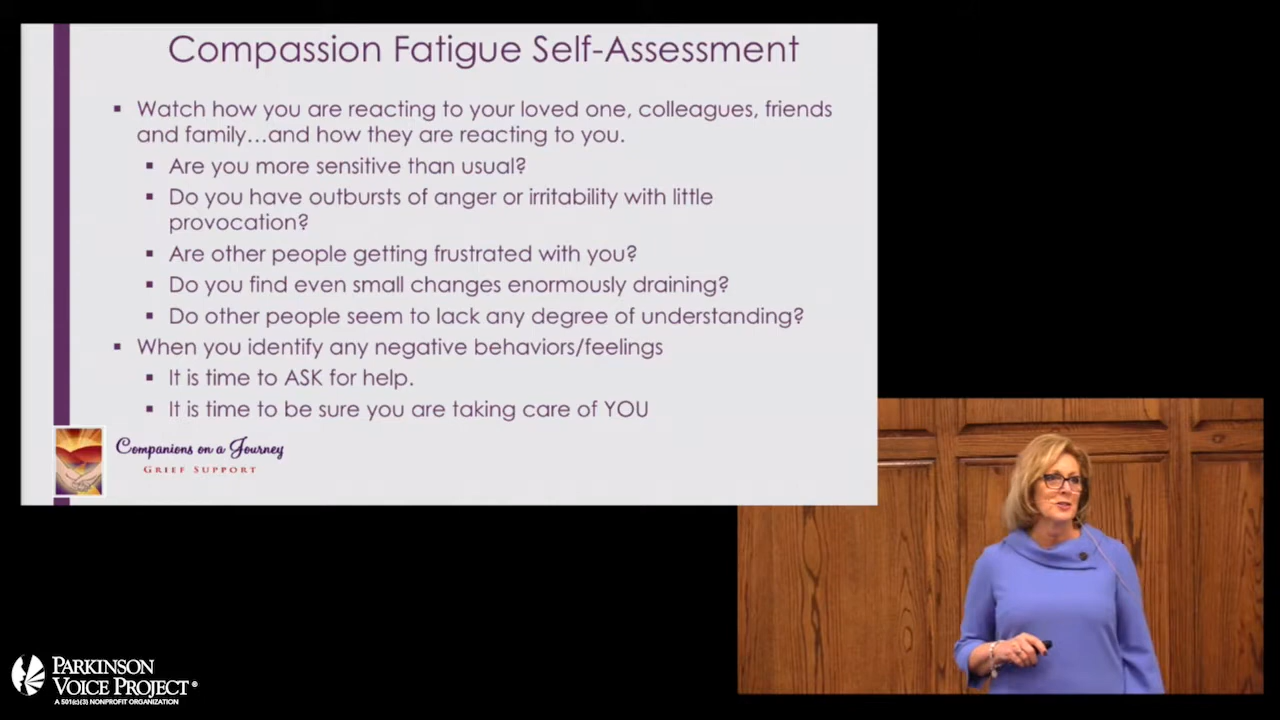 Compassion Fatigue Self-Assessment
▪ Watch how you are reacting to your loved one, colleagues, friends
and family...and how they are reacting to you.
▪ Are you more sensitive than usual?
▪ Do you have outbursts of anger or irritability with little
provocation?
▪ Are other people getting frustrated with you?
▪ Do you find even small changes enormously draining?
▪ Do other people seem to lack any degree of understanding?
▪ When you identify any negative behaviors/feelings
▪ It is time to ASK for help.
▪ It is time to be sure you are taking care of YOU
Companions on a Journey
GRIEF SUPPORT
PARKINSON
VOICE PROJECT®
A 501(c)(3) NONPROFIT ORGANIZATION